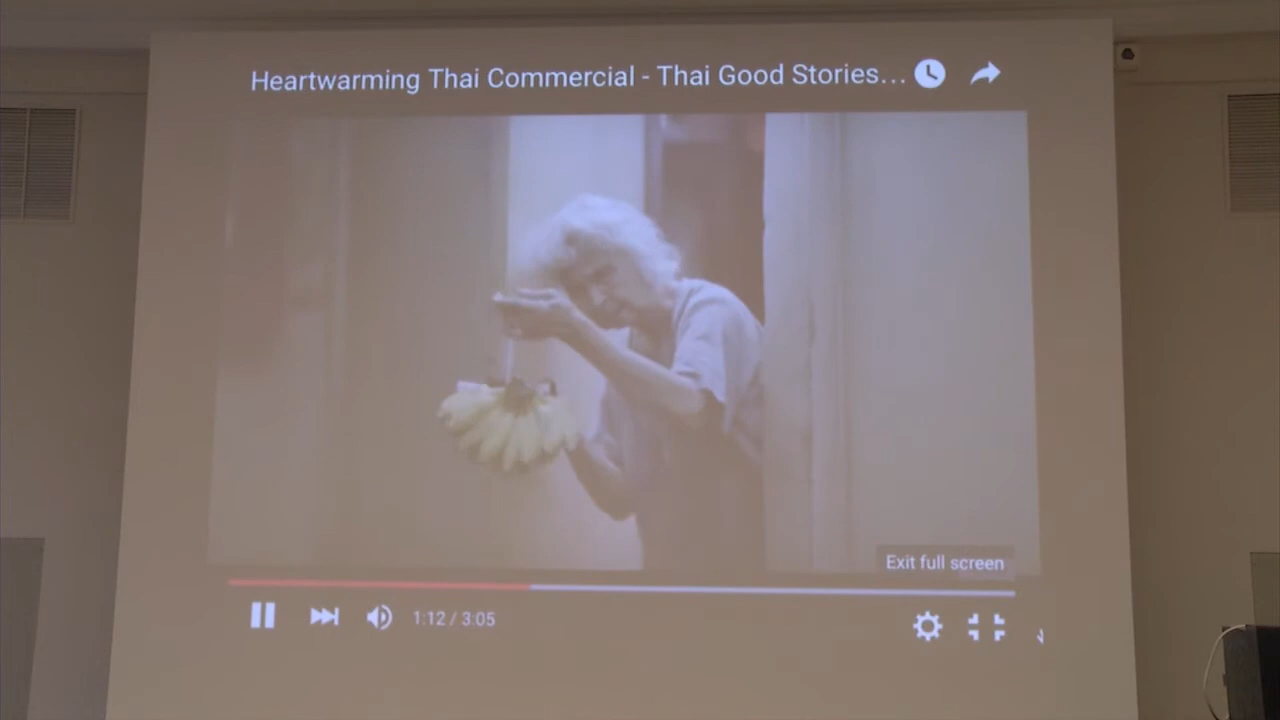 Heartwarming Thai Commercial - Thai Good Stories...
Exit full screen
1:12 / 3:05